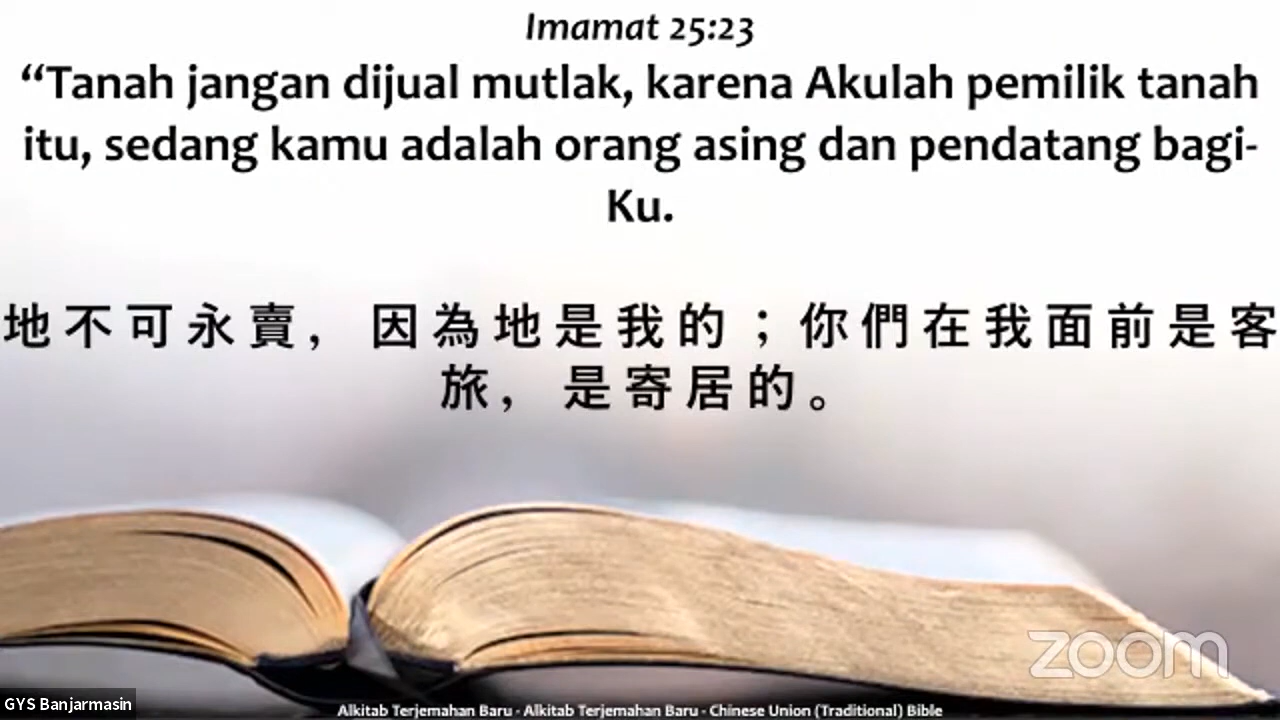 Imamat 25:23
“Tanah jangan dijual mutlak, karena Akulah pemilik tanah
itu, sedang kamu adalah orang asing dan pendatang bagi-
Ku.
地不可永賣，因為地是我的；你們在我面前是客
旅，是寄居的。
zoom
GYS Banjarmasin
Alkitab Terjemahan Baru - Alkitab Terjemahan Baru - Chinese Union (Traditional) Bible